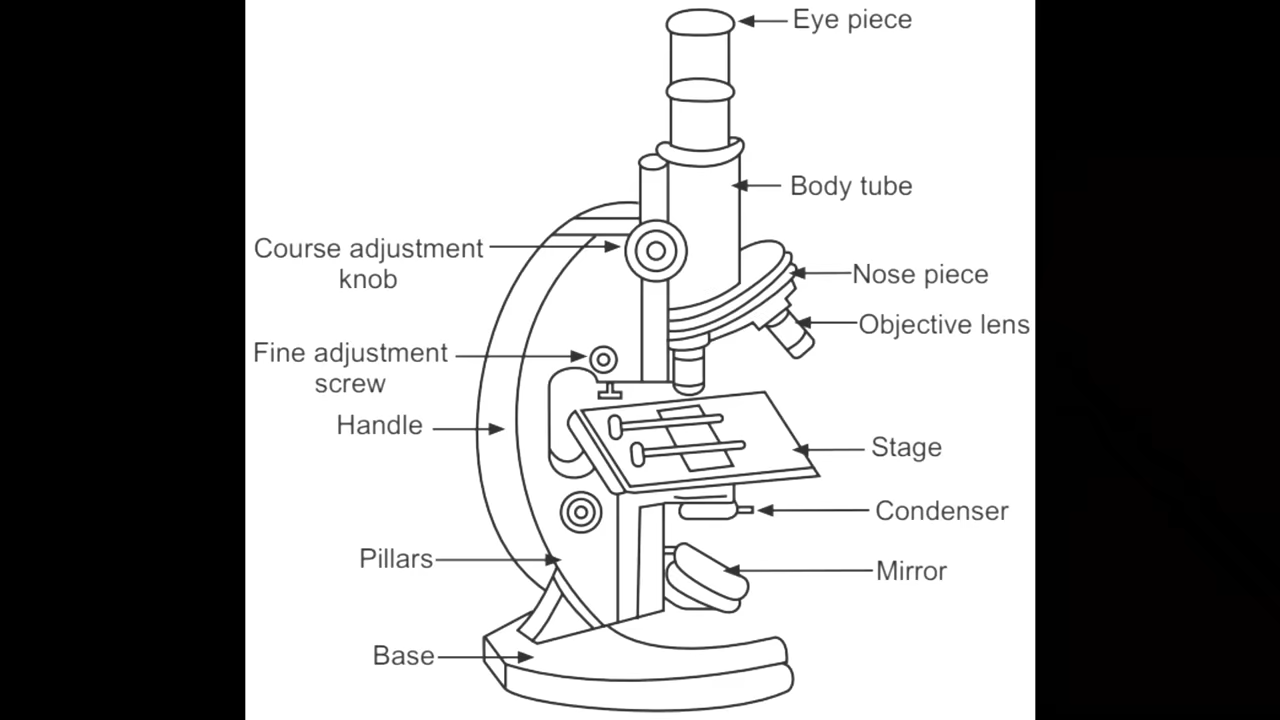 Eye piece
Body tube
Course adjustment
knob
Nose piece
Objective lens
Fine adjustment
screw
Handle
Stage
Condenser
Pillars
Mirror
Base